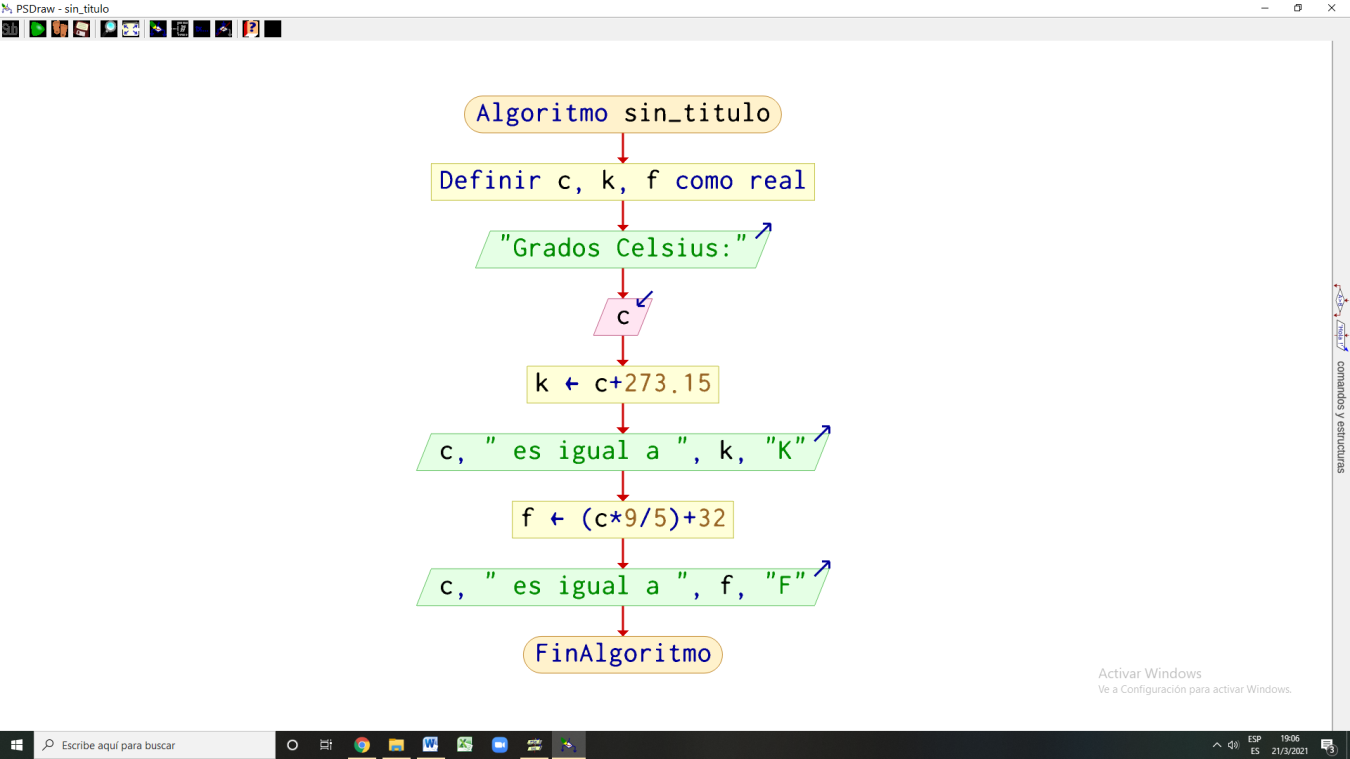 PSDraw - sin_titulo
Sub
Algoritmo sin_titulo
Definir c, k, f como real
"Grados Celsius:"
c
k ← c+273.15
c, " es igual a ", k, "K"
f ← (c*9/5)+32
c, " es igual a ", f, "F"
FinAlgoritmo
comandos y estructuras
Activar Windows
Ve a Configuración para activar Windows.
Escribe aquí para buscar
ESP
ES
19:06
21/3/2021
3